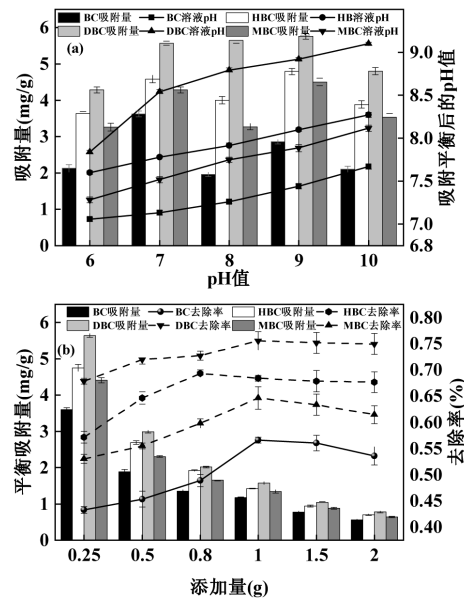 BC吸附量 BC溶液pH HBC吸附量 HB溶液pH
DBC吸附量 DBC溶液pH MBC吸附量 MBC溶液pH
(a)
吸附量(mg/g)
吸附平衡后的pH值
6
5
4
3
2
1
0
9.0
8.5
8.0
7.5
7.0
6.8
6 7 8 9 10
pH值
BC吸附量 BC去除率 HBC吸附量 HBC去除率
DBC吸附量 DBC去除率 MBC吸附量 MBC去除率
(b)
平衡吸附量(mg/g)
去除率(%)
6
5
4
3
2
1
0
0.80
0.75
0.70
0.65
0.60
0.55
0.50
0.45
0.40
0.25 0.5 0.8 1 1.5 2
添加量(g)